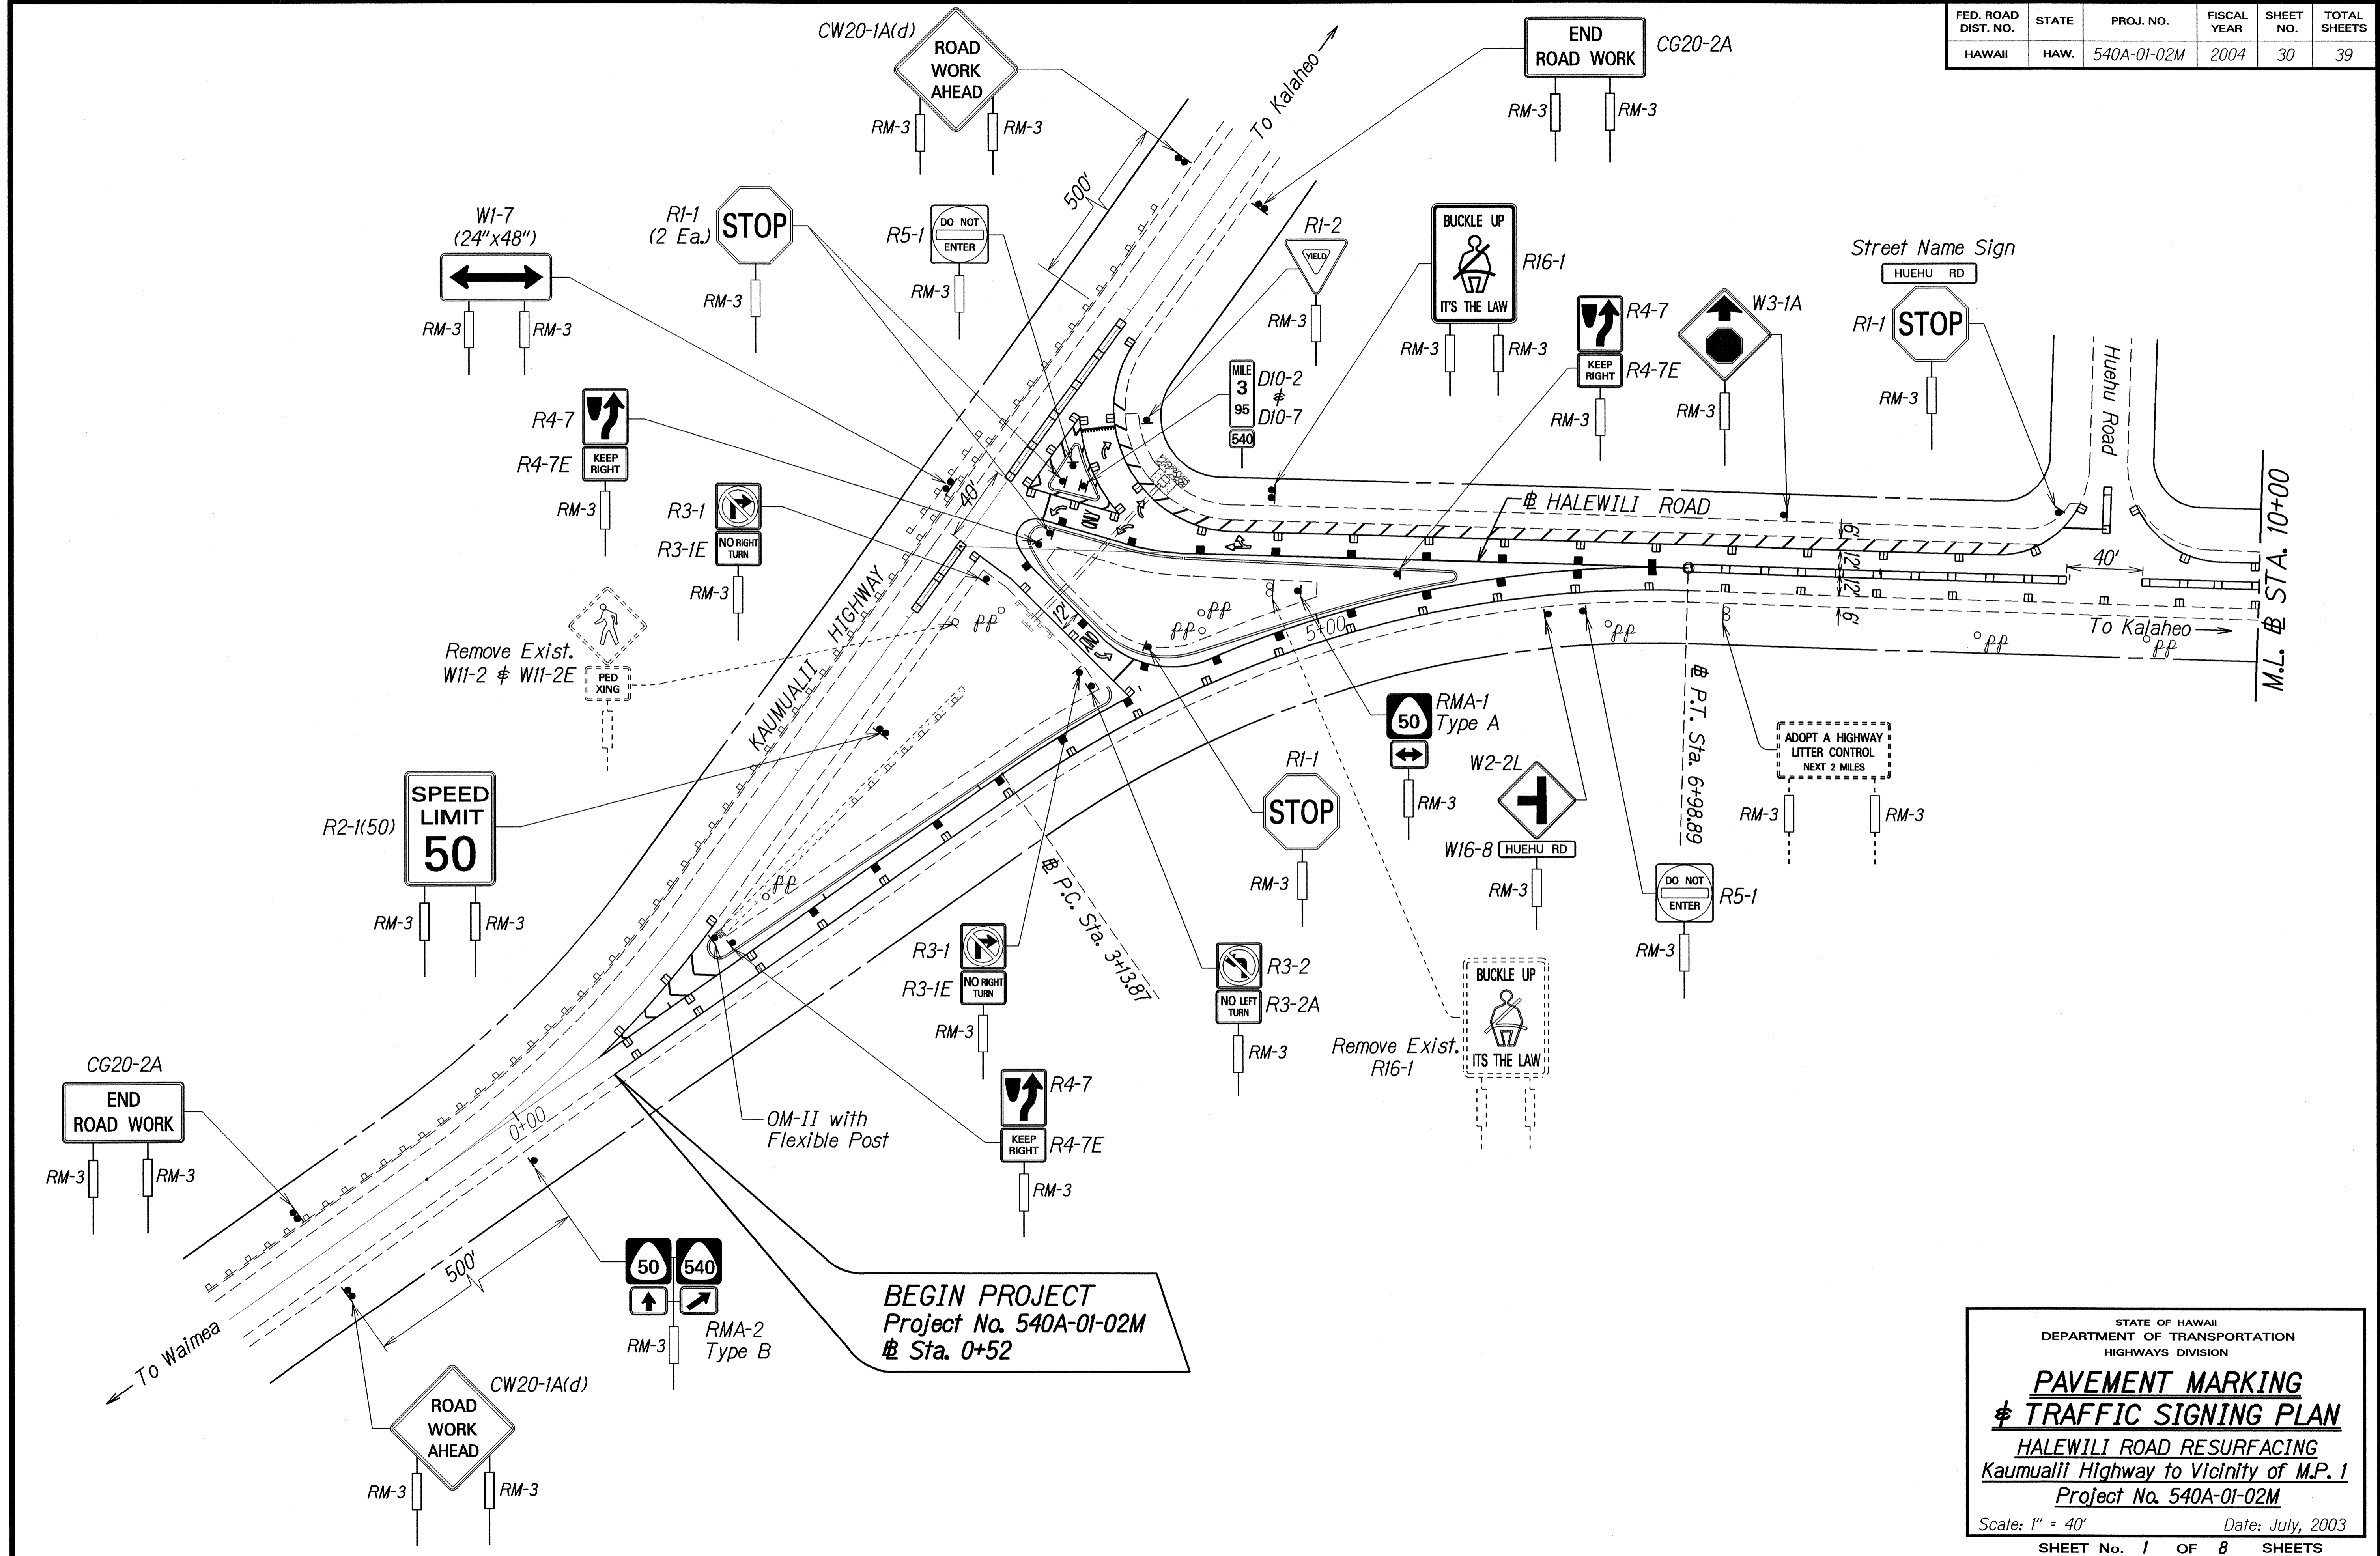 FED. ROAD DIST. NO. STATE PROJ. NO. FISCAL YEAR SHEET NO. TOTAL SHEETS
HAWAII HAW. 540A-01-02M 2004 30 39
CW20-1A(d)
ROAD
WORK
AHEAD
RM-3 RM-3
To Kalaheo
END
ROAD WORK
CG20-2A
RM-3 RM-3
500'
W1-7
(24"x48")
RM-3 RM-3
R1-1
(2 Ea.)
STOP
RM-3
R5-1
DO NOT
ENTER
RM-3
R1-2
YIELD
RM-3
BUCKLE UP
IT'S THE LAW
R16-1
RM-3 RM-3
Street Name Sign
HUEHU RD
R1-1
STOP
RM-3
Huehu Road
MILE
3
95
540
D10-2
&
D10-7
R4-7
KEEP
RIGHT
R4-7E
RM-3
W3-1A
RM-3
R4-7
R4-7E
KEEP
RIGHT
RM-3
R3-1
R3-1E
NO RIGHT
TURN
RM-3
40'
BL HALEWILI ROAD
6'
12'
12'
6'
40'
M.L. BL STA. 10+00
To Kalaheo
KAUMUALII HIGHWAY
12'
5+00
PP
PP
PP
PP
PP
PP
PP
Remove Exist.
W11-2 & W11-2E
PED
XING
R2-1(50)
SPEED
LIMIT
50
RM-3 RM-3
50
RMA-1
Type A
RM-3
R1-1
STOP
RM-3
W2-2L
W16-8
HUEHU RD
RM-3
BL P.T. Sta. 6+98.89
ADOPT A HIGHWAY
LITTER CONTROL
NEXT 2 MILES
RM-3 RM-3
DO NOT
ENTER
R5-1
RM-3
BL P.C. Sta. 3+13.87
R3-1
R3-1E
NO RIGHT
TURN
RM-3
R3-2
NO LEFT
TURN
R3-2A
RM-3
Remove Exist.
R16-1
BUCKLE UP
ITS THE LAW
OM-II with
Flexible Post
R4-7
KEEP
RIGHT
R4-7E
RM-3
CG20-2A
END
ROAD WORK
RM-3 RM-3
0+00
500'
50 540
RMA-2
Type B
RM-3
BEGIN PROJECT
Project No. 540A-01-02M
BL Sta. 0+52
To Waimea
CW20-1A(d)
ROAD
WORK
AHEAD
RM-3 RM-3
STATE OF HAWAII
DEPARTMENT OF TRANSPORTATION
HIGHWAYS DIVISION
PAVEMENT MARKING
& TRAFFIC SIGNING PLAN
HALEWILI ROAD RESURFACING
Kaumualii Highway to Vicinity of M.P. 1
Project No. 540A-01-02M
Scale: 1" = 40' Date: July, 2003
SHEET No. 1 OF 8 SHEETS